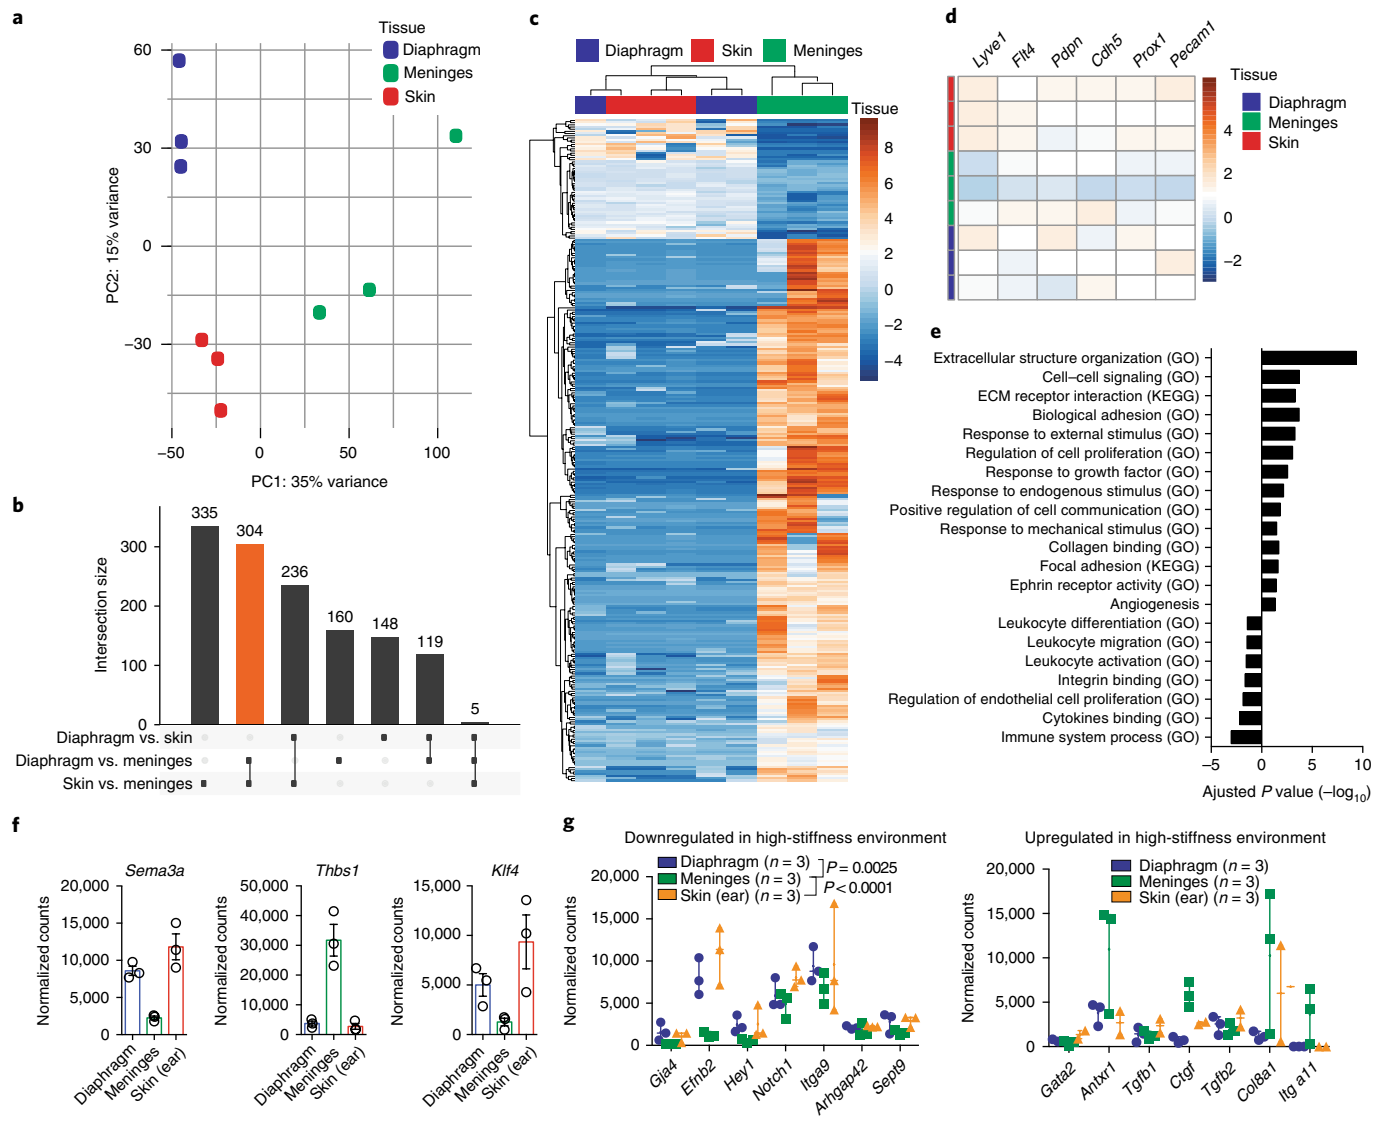 a
Tissue
Diaphragm
Meninges
Skin
60
30
0
−30
PC2: 15% variance
−50
0
50
100
PC1: 35% variance
b
335
304
236
160
148
119
5
300
200
100
0
Intersection size
Diaphragm vs. skin
Diaphragm vs. meninges
Skin vs. meninges
c
Diaphragm
Skin
Meninges
Tissue
8
6
4
2
0
−2
−4
d
Lyve1
Flt4
Pdpn
Cdh5
Prox1
Pecam1
Tissue
4
2
0
−2
Diaphragm
Meninges
Skin
e
Extracellular structure organization (GO)
Cell–cell signaling (GO)
ECM receptor interaction (KEGG)
Biological adhesion (GO)
Response to external stimulus (GO)
Regulation of cell proliferation (GO)
Response to growth factor (GO)
Response to endogenous stimulus (GO)
Positive regulation of cell communication (GO)
Response to mechanical stimulus (GO)
Collagen binding (GO)
Focal adhesion (KEGG)
Ephrin receptor activity (GO)
Angiogenesis
Leukocyte differentiation (GO)
Leukocyte migration (GO)
Leukocyte activation (GO)
Integrin binding (GO)
Regulation of endothelial cell proliferation (GO)
Cytokines binding (GO)
Immune system process (GO)
−5
0
5
10
Ajusted P value (−log10)
f
Sema3a
20,000
15,000
10,000
5,000
0
Normalized counts
Diaphragm
Meninges
Skin (ear)
Thbs1
50,000
40,000
30,000
20,000
10,000
0
Normalized counts
Diaphragm
Meninges
Skin (ear)
Klf4
15,000
10,000
5,000
0
Normalized counts
Diaphragm
Meninges
Skin (ear)
g
Downregulated in high-stiffness environment
Diaphragm (n = 3)
Meninges (n = 3)
Skin (ear) (n = 3)
P = 0.0025
P < 0.0001
20,000
15,000
10,000
5,000
0
Normalized counts
Gja4
Efnb2
Hey1
Notch1
Itga9
Arhgap42
Sept9
Upregulated in high-stiffness environment
Diaphragm (n = 3)
Meninges (n = 3)
Skin (ear) (n = 3)
20,000
15,000
10,000
5,000
0
Normalized counts
Gata2
Antxr1
Tgfb1
Ctgf
Tgfb2
Col8a1
Itg a11